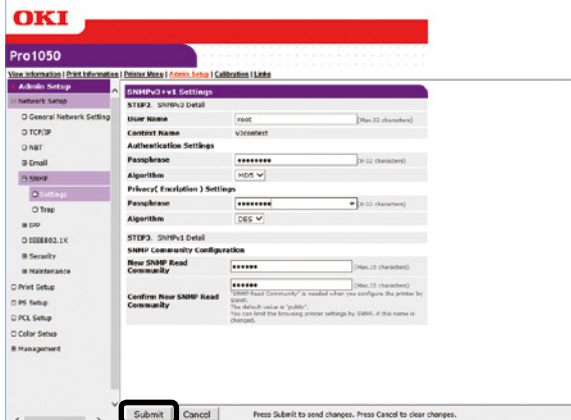 OKI
Pro1050
View Information | Print Information | Printer Menu | Admin Setup | Calibration | Links
Admin Setup
Network Setup
General Network Setting
TCP/IP
NBT
Email
SNMP
Settings
Trap
IPP
IEEE802.1X
Security
Maintenance
Print Setup
PS Setup
PCL Setup
Color Setup
Management
SNMPv3+v1 Settings
STEP2. SNMPv3 Detail
User Name root (Max.32 characters)
Context Name v3context
Authentication Settings
Passphrase •••••••• (8-32 characters)
Algorithm MD5
Privacy( Encription ) Settings
Passphrase •••••••• (8-32 characters)
Algorithm DES
STEP3. SNMPv1 Detail
SNMP Community Configuration
New SNMP Read Community •••••• (Max.15 characters)
Confirm New SNMP Read Community •••••• (Max.15 characters)
"SNMP Read Community" is needed when you configure the printer by
SNMP.
The default value is "public".
You can limit the browsing printer settings by SNMP, if this name is
changed.
Submit Cancel Press Submit to send changes. Press Cancel to clear changes.